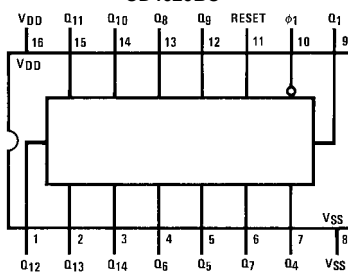 VDD Q11 Q10 Q8 Q9 RESET ϕ1 Q1
16 15 14 13 12 11 10 9
VDD
VSS
1 2 3 4 5 6 7 8
Q12 Q13 Q14 Q6 Q5 Q7 Q4 VSS